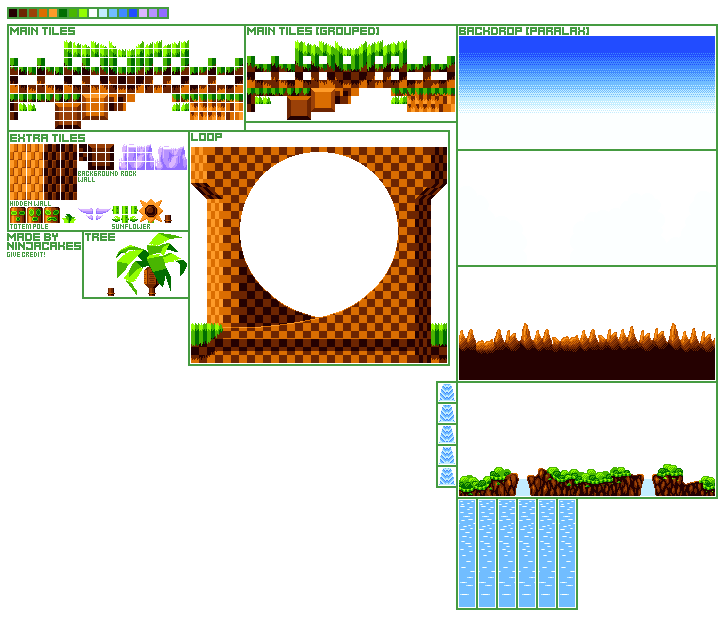 MAIN TILES
MAIN TILES (GROUPED)
BACKDROP (PARALAX)
EXTRA TILES
LOOP
BACKGROUND ROCK
WALL
HIDDEN WALL
TOTEM POLE
SUNFLOWER
MADE BY
NINJACAKES
GIVE CREDIT!
TREE